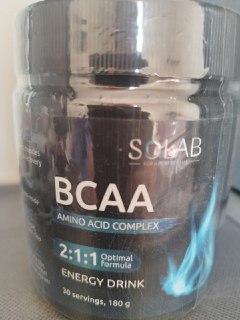 SOLAB
BCAA
AMINO ACID COMPLEX
2:1:1 Optimal
formula
ENERGY DRINK
30 servings, 180 g